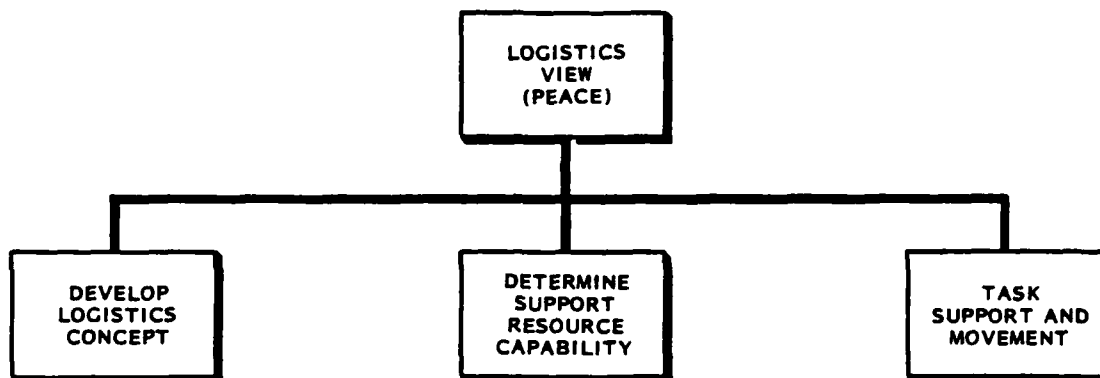 LOGISTICS
VIEW
(PEACE)
DEVELOP
LOGISTICS
CONCEPT
DETERMINE
SUPPORT
RESOURCE
CAPABILITY
TASK
SUPPORT AND
MOVEMENT